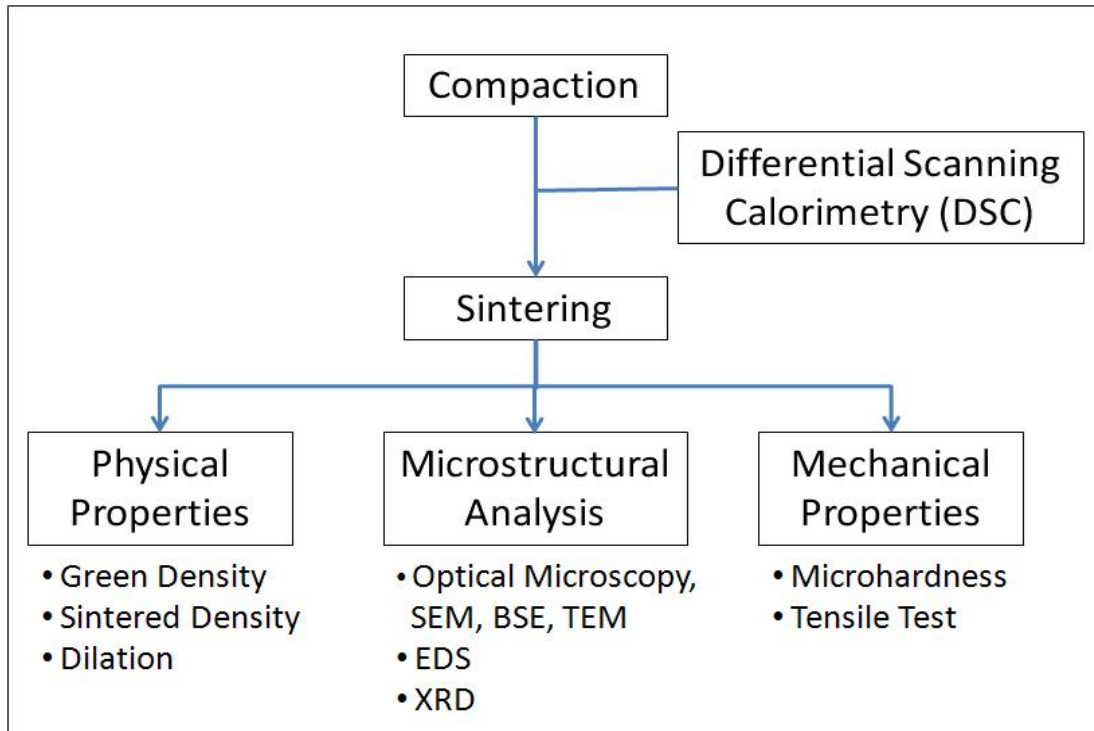 Compaction
Differential Scanning
Calorimetry (DSC)
Sintering
Physical
Properties
• Green Density
• Sintered Density
• Dilation
Microstructural
Analysis
• Optical Microscopy,
SEM, BSE, TEM
• EDS
• XRD
Mechanical
Properties
• Microhardness
• Tensile Test